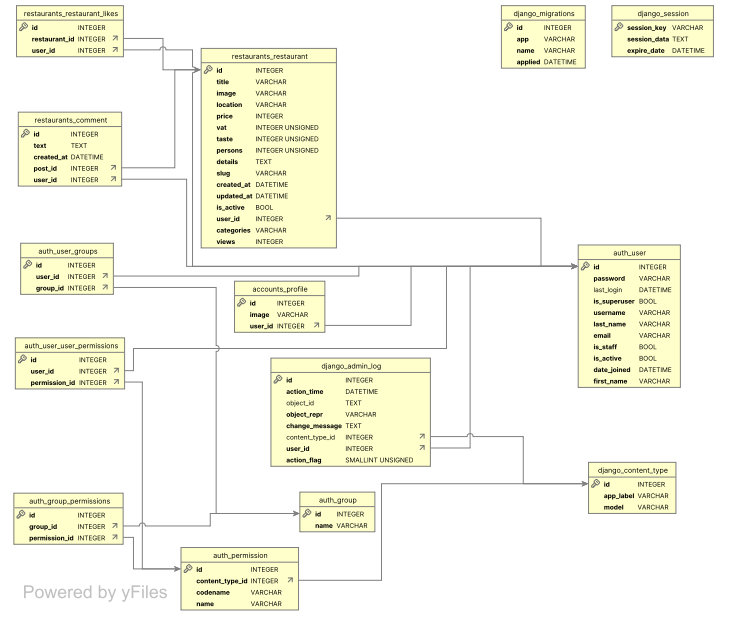 restaurants_restaurant_likes
id INTEGER
restaurant_id INTEGER
user_id INTEGER
django_migrations
id INTEGER
app VARCHAR
name VARCHAR
applied DATETIME
django_session
session_key VARCHAR
session_data TEXT
expire_date DATETIME
restaurants_restaurant
id INTEGER
title VARCHAR
image VARCHAR
location VARCHAR
price INTEGER
vat INTEGER UNSIGNED
taste INTEGER UNSIGNED
persons INTEGER UNSIGNED
details TEXT
slug VARCHAR
created_at DATETIME
updated_at DATETIME
is_active BOOL
user_id INTEGER
categories VARCHAR
views INTEGER
restaurants_comment
id INTEGER
text TEXT
created_at DATETIME
post_id INTEGER
user_id INTEGER
auth_user_groups
id INTEGER
user_id INTEGER
group_id INTEGER
auth_user
id INTEGER
password VARCHAR
last_login DATETIME
is_superuser BOOL
username VARCHAR
last_name VARCHAR
email VARCHAR
is_staff BOOL
is_active BOOL
date_joined DATETIME
first_name VARCHAR
accounts_profile
id INTEGER
image VARCHAR
user_id INTEGER
auth_user_user_permissions
id INTEGER
user_id INTEGER
permission_id INTEGER
django_admin_log
id INTEGER
action_time DATETIME
object_id TEXT
object_repr VARCHAR
change_message TEXT
content_type_id INTEGER
user_id INTEGER
action_flag SMALLINT UNSIGNED
django_content_type
id INTEGER
app_label VARCHAR
model VARCHAR
auth_group_permissions
id INTEGER
group_id INTEGER
permission_id INTEGER
auth_group
id INTEGER
name VARCHAR
auth_permission
id INTEGER
content_type_id INTEGER
codename VARCHAR
name VARCHAR
Powered by yFiles